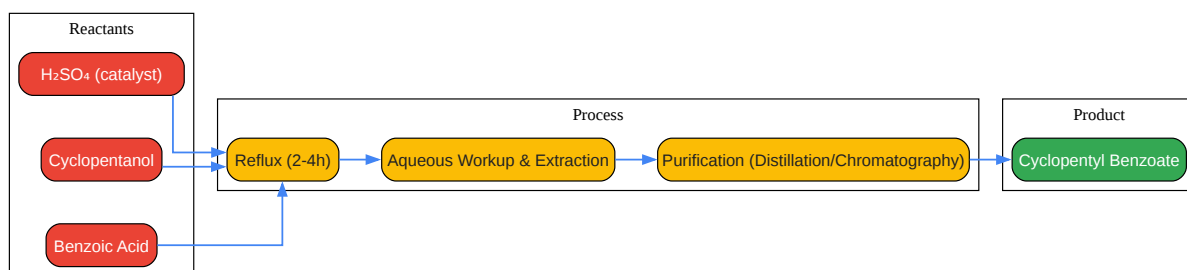 Reactants
H₂SO₄ (catalyst)
Cyclopentanol
Benzoic Acid
Process
Reflux (2-4h)
Aqueous Workup & Extraction
Purification (Distillation/Chromatography)
Product
Cyclopentyl Benzoate